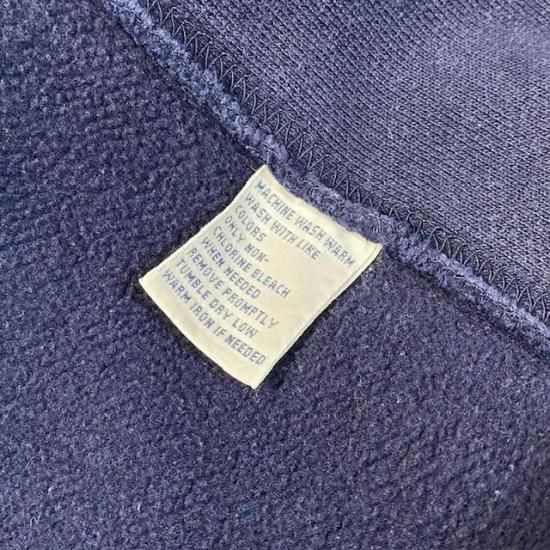 MACHINE WASH WARM
WASH WITH LIKE
COLORS
ONLY NON-
CHLORINE BLEACH
WHEN NEEDED
REMOVE PROMPTLY
TUMBLE DRY LOW
WARM IRON IF NEEDED